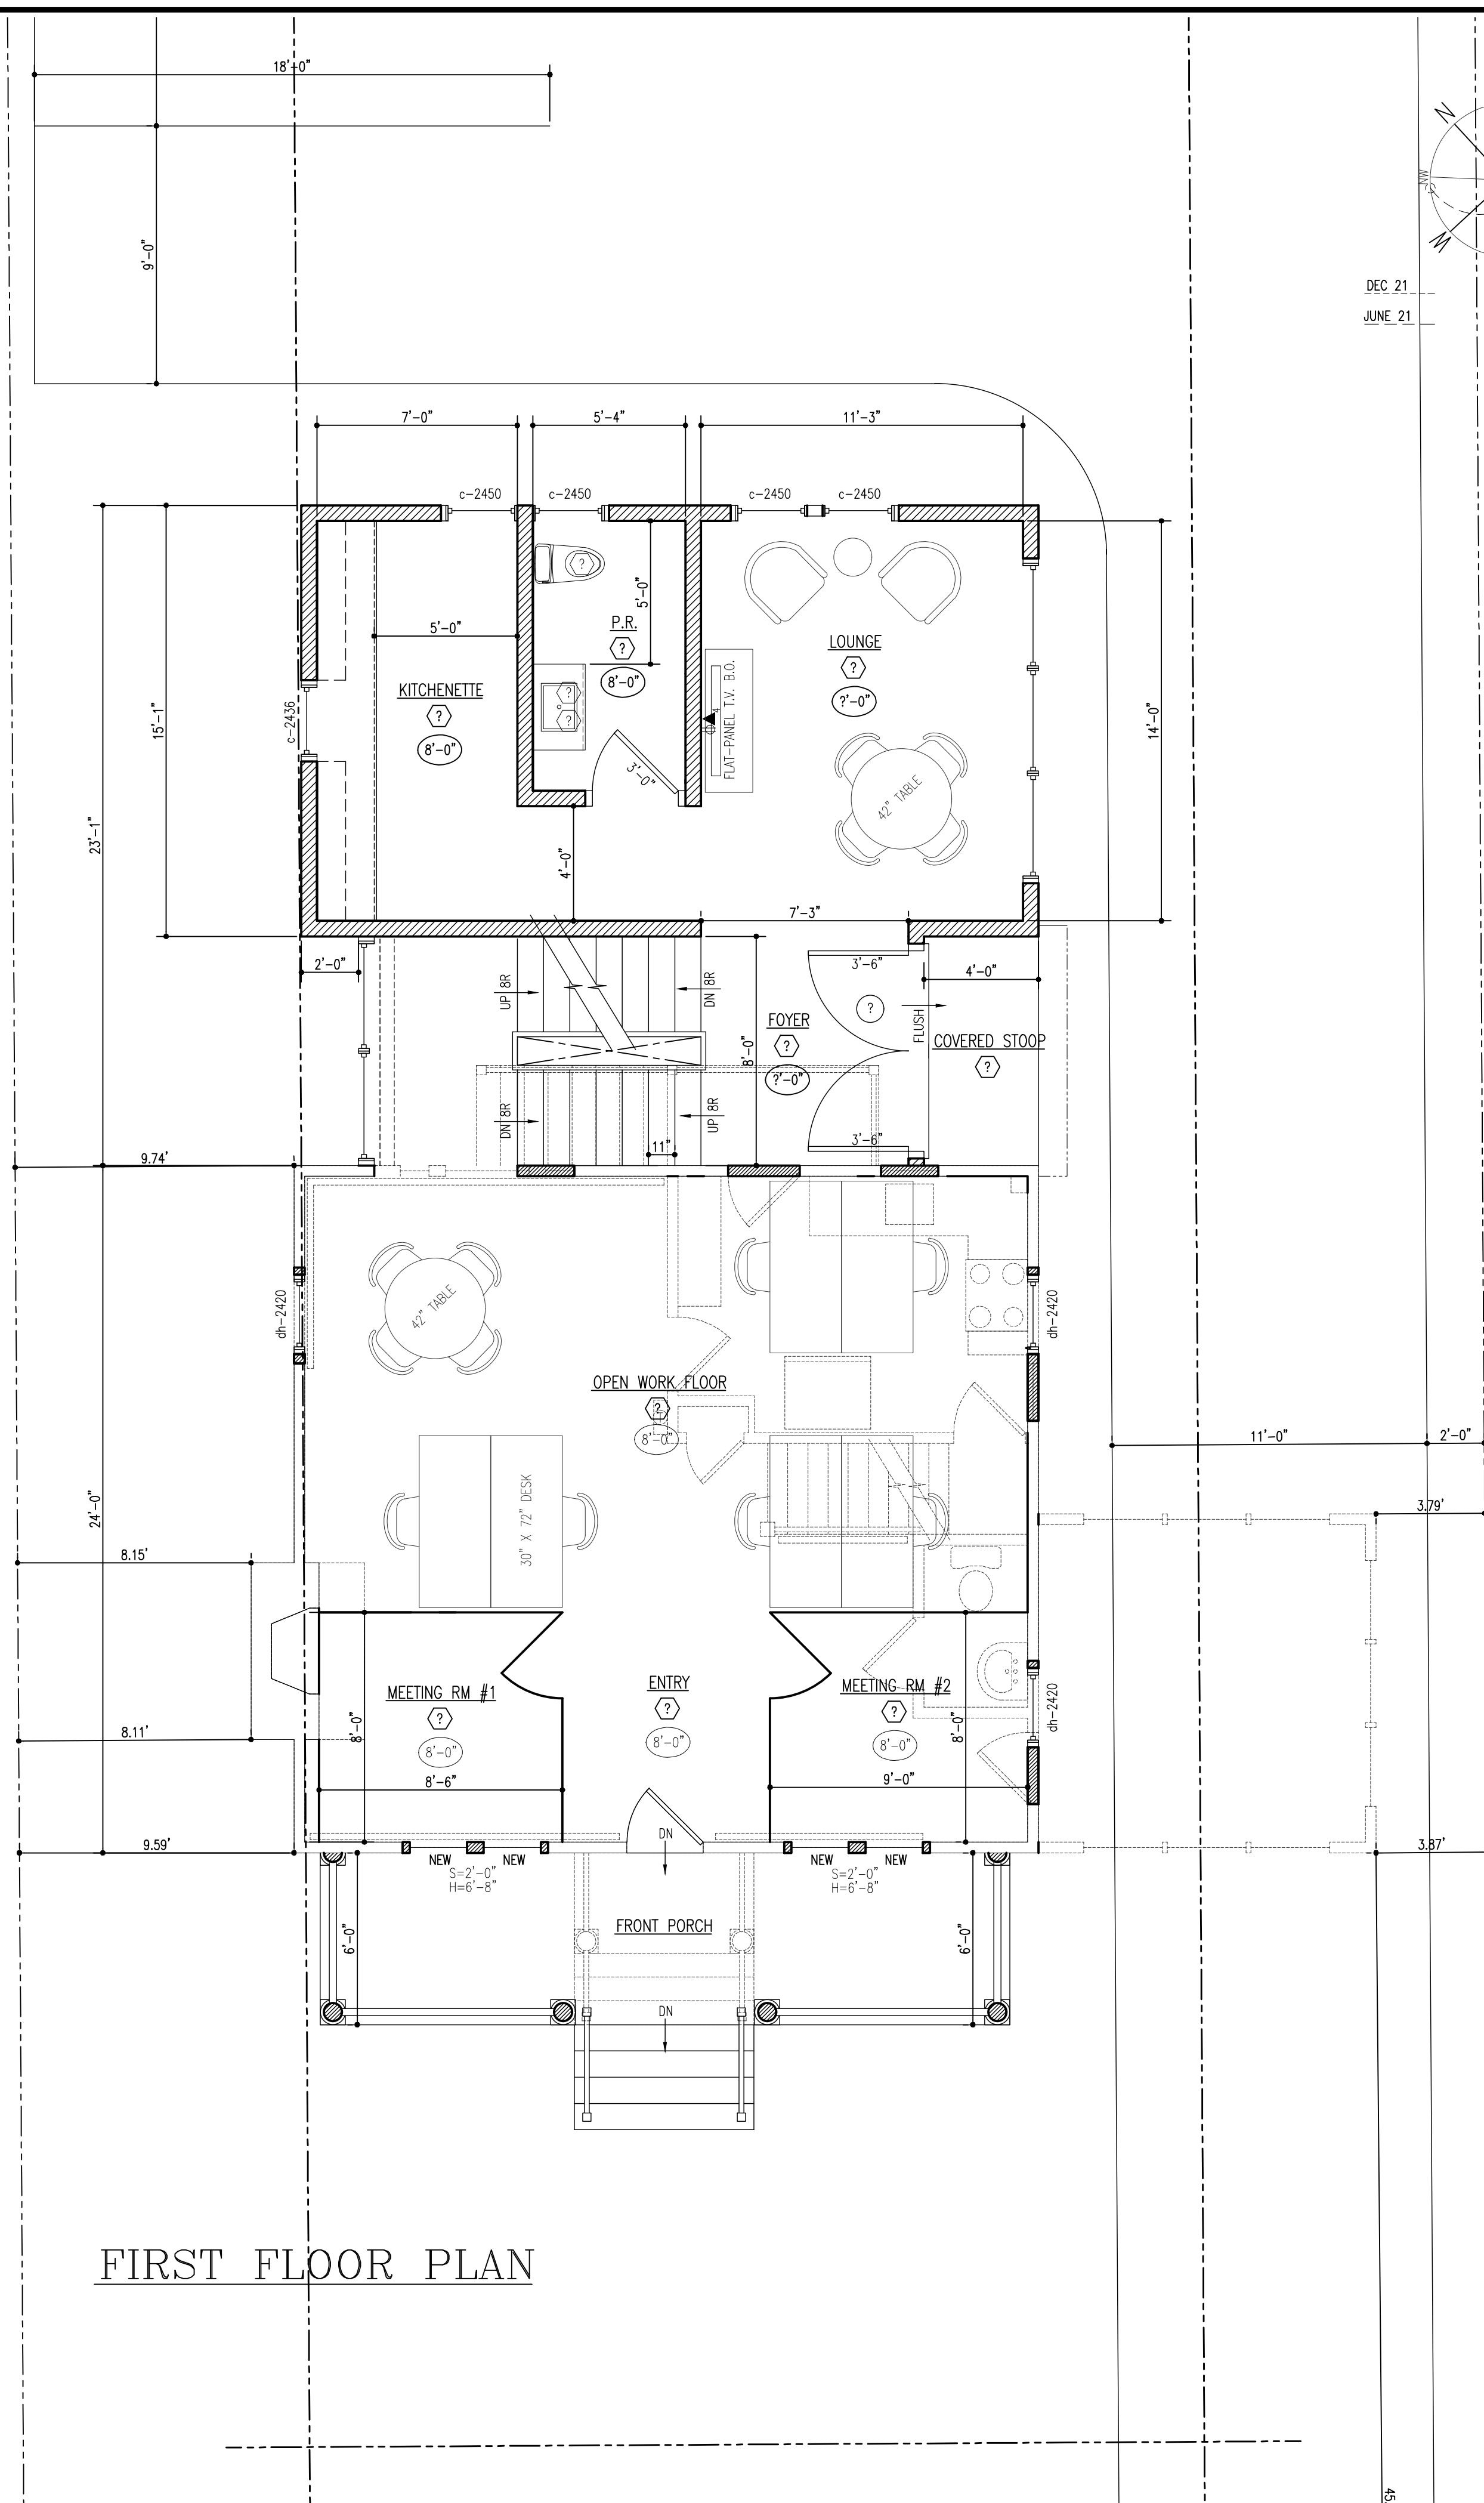 18'-0"
N
NW
W
9'-0"
DEC 21
JUNE 21
7'-0"
5'-4"
11'-3"
c-2450
c-2450
c-2450
c-2450
?
5'-0"
P.R.
?
8'-0"
5'-0"
LOUNGE
?
?'-0"
KITCHENETTE
?
8'-0"
c-2436
?
?
4
FLAT-PANEL T.V. B.O.
15'-1"
14'-0"
3'-0"
42" TABLE
23'-1"
4'-0"
7'-3"
2'-0"
3'-6"
4'-0"
UP 8R
DN 8R
?
FOYER
FLUSH
COVERED STOOP
?
?
8'-0"
?'-0"
DN 8R
UP 8R
11"
3'-6"
9.74'
dh-2420
42" TABLE
dh-2420
OPEN WORK FLOOR
?
8'-0"
11'-0"
2'-0"
24'-0"
30" X 72" DESK
3.79'
8.15'
MEETING RM #1
?
8'-0"
8'-0"
ENTRY
?
8'-0"
MEETING RM #2
?
8'-0"
8'-0"
dh-2420
8.11'
8'-6"
9'-0"
9.59'
DN
3.87'
NEW
NEW
NEW
NEW
S=2'-0"
H=6'-8"
S=2'-0"
H=6'-8"
FRONT PORCH
6'-0"
6'-0"
DN
FIRST FLOOR PLAN
45